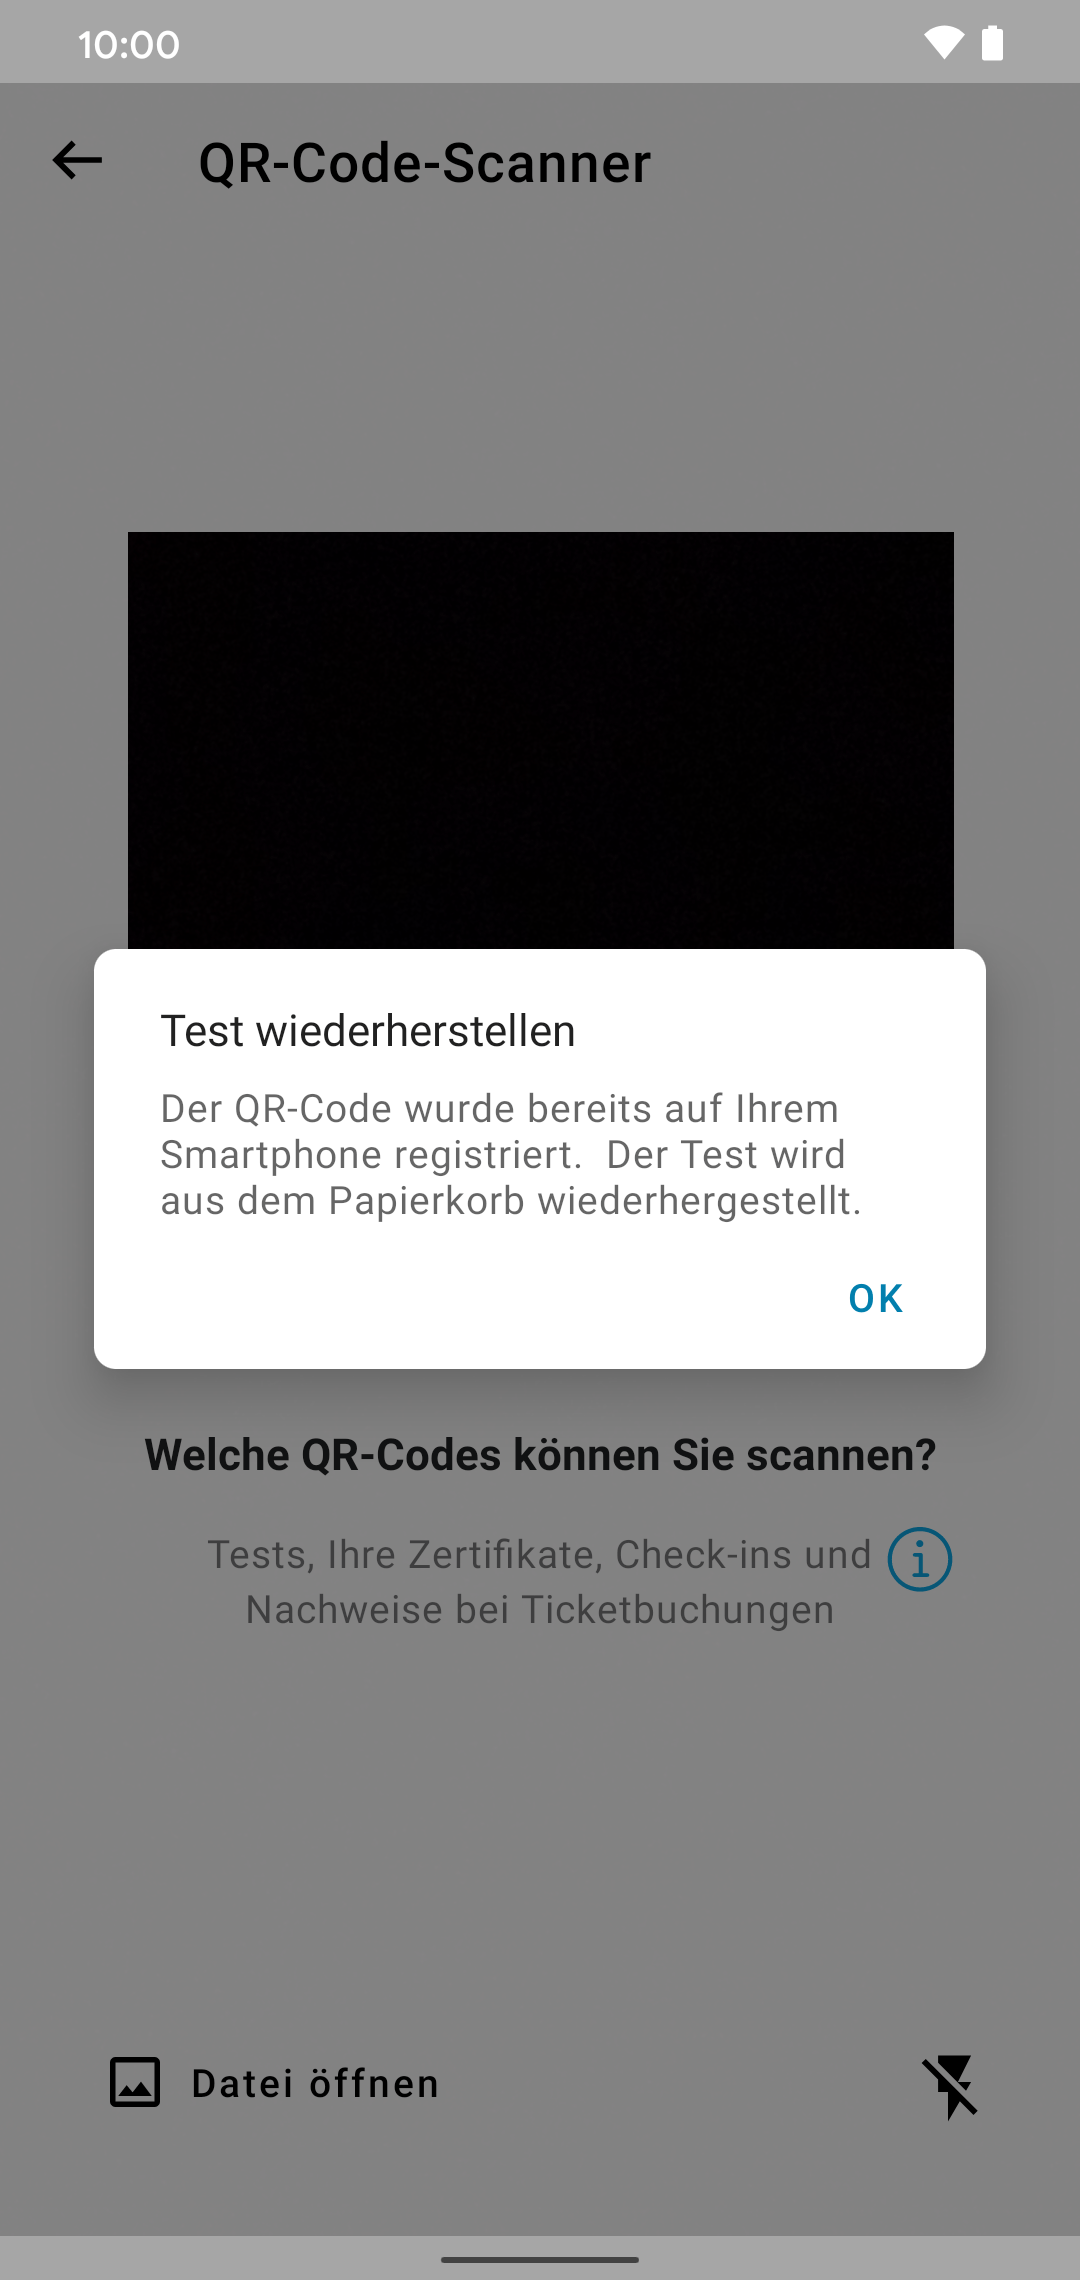 10:00
QR-Code-Scanner
Test wiederherstellen
Der QR-Code wurde bereits auf Ihrem
Smartphone registriert.  Der Test wird
aus dem Papierkorb wiederhergestellt.
OK
Welche QR-Codes können Sie scannen?
Tests, Ihre Zertifikate, Check-ins und
Nachweise bei Ticketbuchungen
Datei öffnen